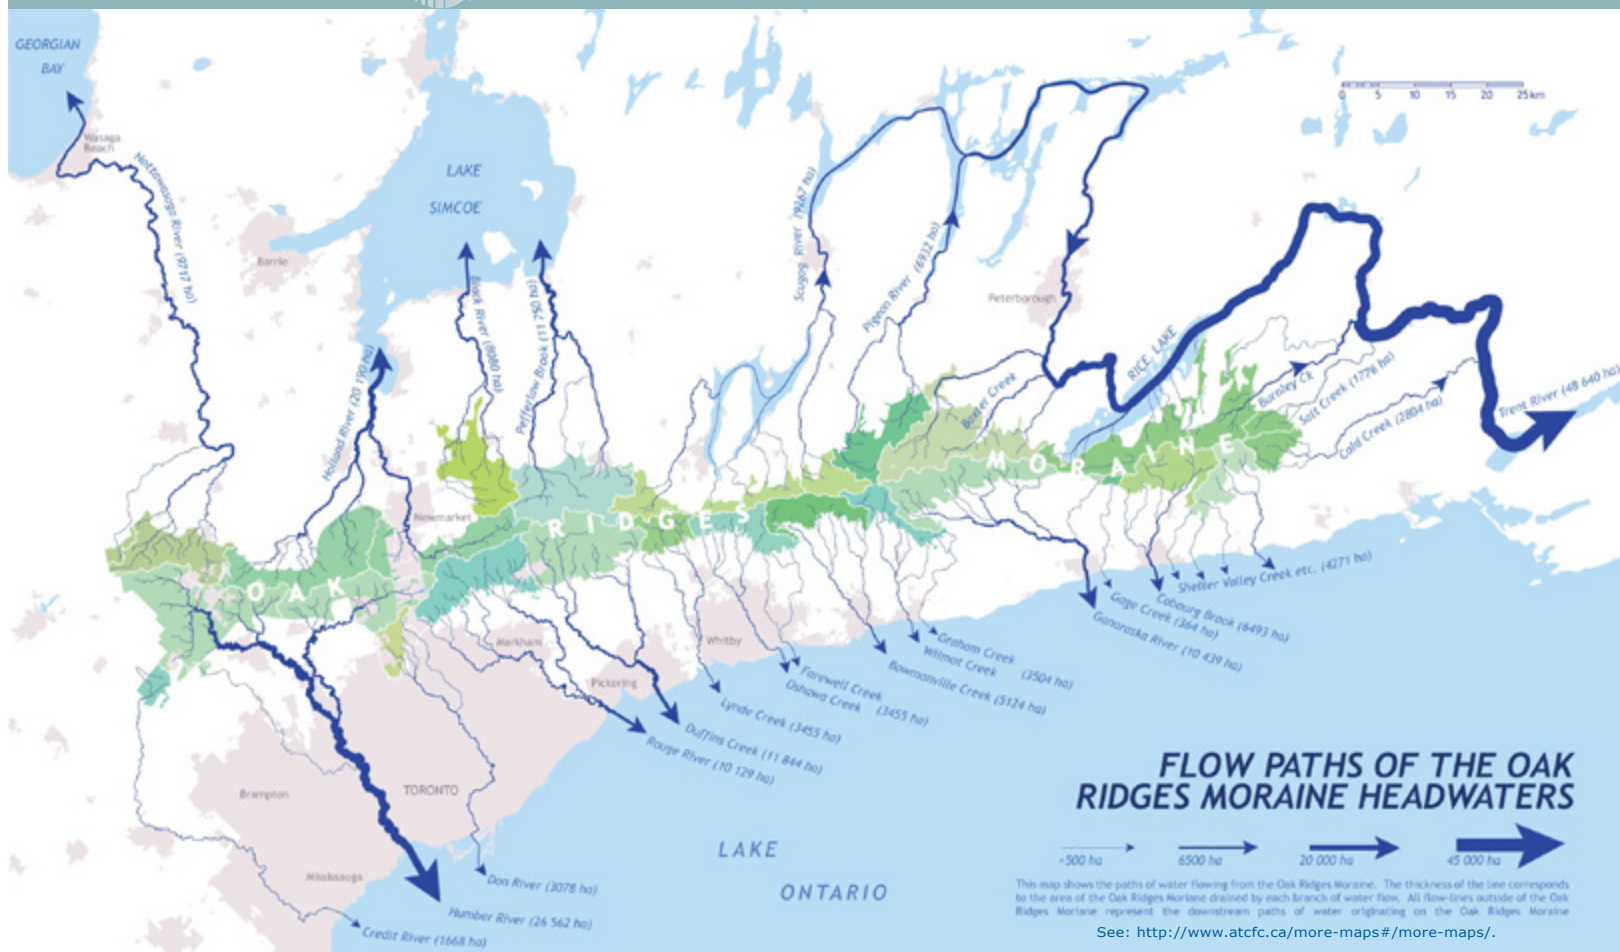 GEORGIAN
BAY
Wasaga
Beach
Nottawasaga River (9717 ha)
Barrie
LAKE
SIMCOE
Holland River (20 190 ha)
Black River (8080 ha)
Pefferlaw Brook (11 750 ha)
Scugog River (9267 ha)
Pigeon River (6932 ha)
Peterborough
Baxter Creek
RICE LAKE
Burnley Ck
Salt Creek (1776 ha)
Cold Creek (2804 ha)
Trent River (48 640 ha)
0 5 10 15 20 25km
Newmarket
OAK RIDGES MORAINE
Markham
Pickering
Whitby
Brampton
TORONTO
Mississauga
Shelter Valley Creek etc. (4271 ha)
Cobourg Brook (6493 ha)
Gage Creek (364 ha)
Ganaraska River (10 439 ha)
Graham Creek
Wilmot Creek (3504 ha)
Bowmanville Creek (5124 ha)
Farewell Creek
Oshawa Creek (3455 ha)
Lynde Creek (3455 ha)
Duffins Creek (11 844 ha)
Rouge River (10 129 ha)
Don River (3078 ha)
Humber River (26 562 ha)
Credit River (1668 ha)
LAKE
ONTARIO
FLOW PATHS OF THE OAK
RIDGES MORAINE HEADWATERS
<500 ha 6500 ha 20 000 ha 45 000 ha
This map shows the paths of water flowing from the Oak Ridges Moraine. The thickness of the line corresponds
to the area of the Oak Ridges Moriane drained by each branch of water flow. All flow-lines outside of the Oak
Ridges Moriane represent the downstream paths of water originating on the Oak Ridges Moraine
See: http://www.atcfc.ca/more-maps#/more-maps/.